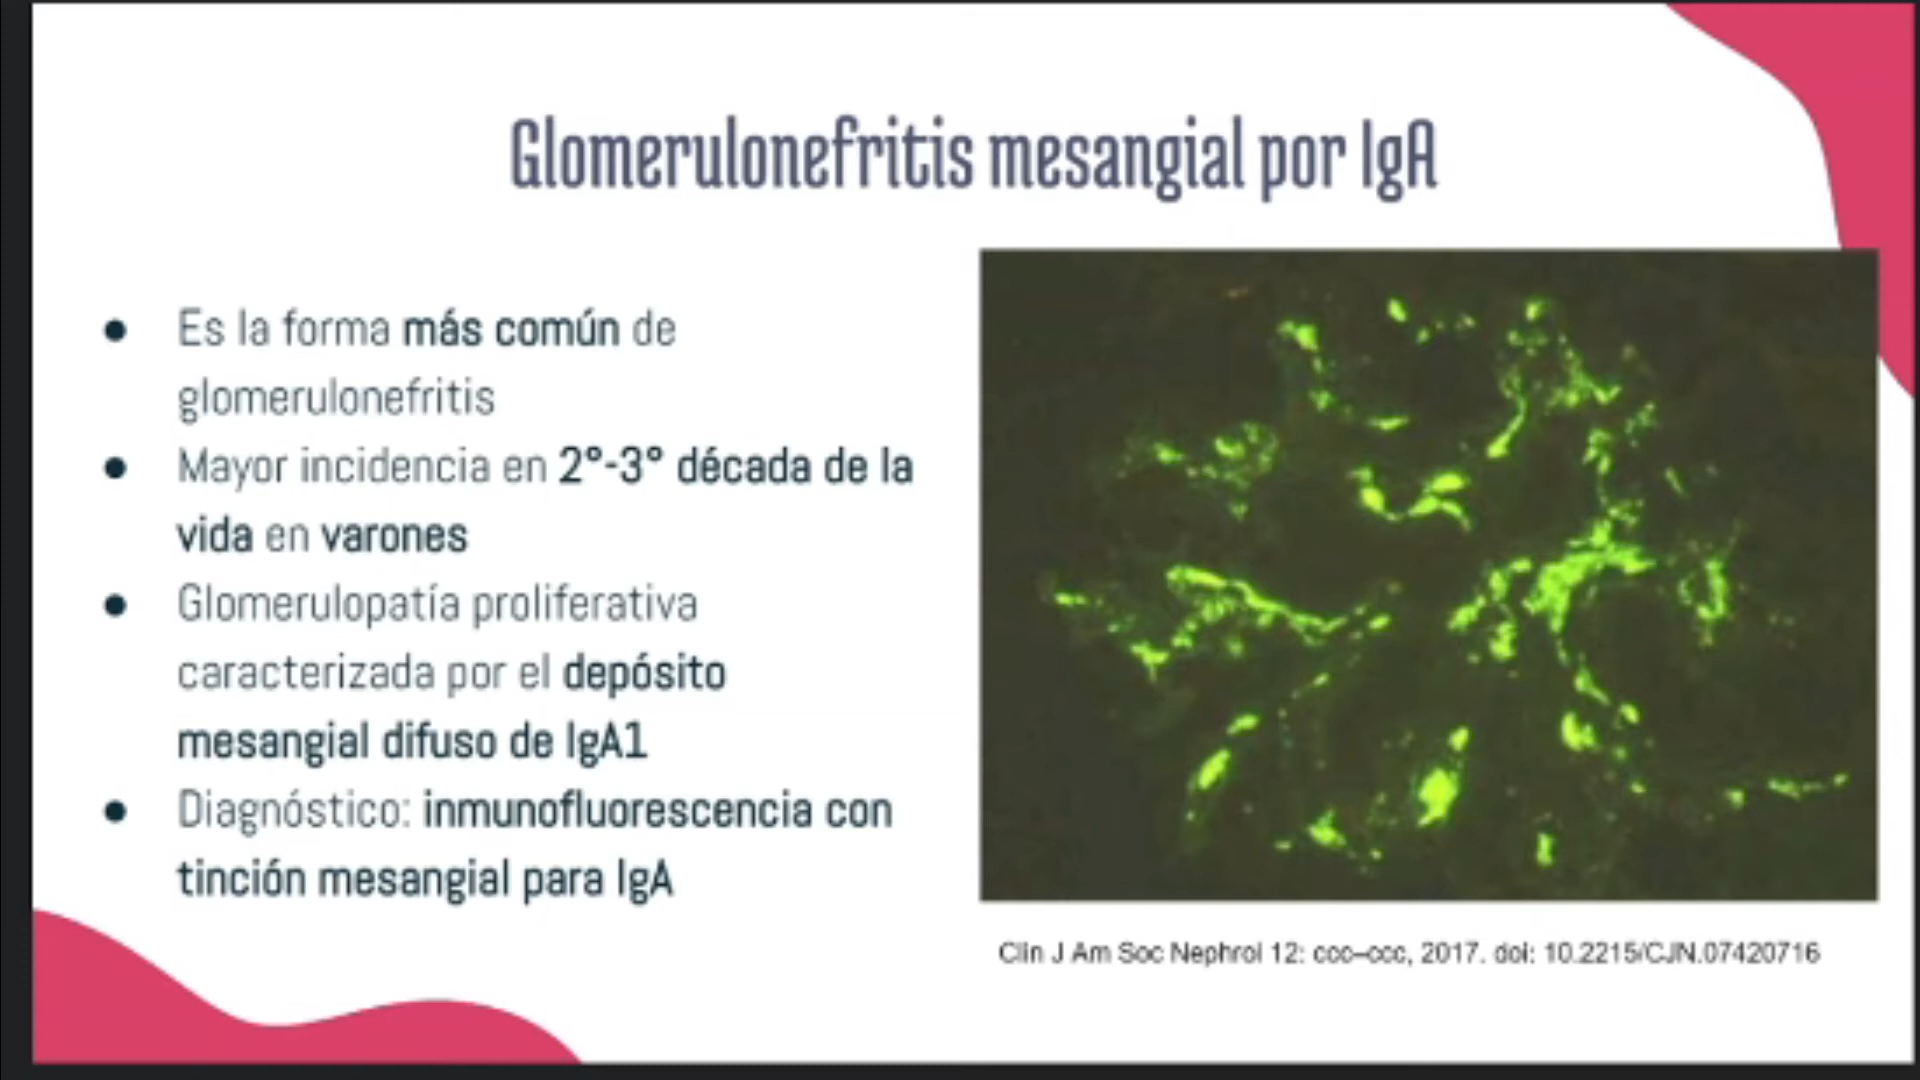 Glomerulonefritis mesangial por IgA
● Es la forma más común de
glomerulonefritis
● Mayor incidencia en 2°-3° década de la
vida en varones
● Glomerulopatía proliferativa
caracterizada por el depósito
mesangial difuso de IgA1
● Diagnóstico: inmunofluorescencia con
tinción mesangial para IgA
Clin J Am Soc Nephrol 12: ccc–ccc, 2017. doi: 10.2215/CJN.07420716